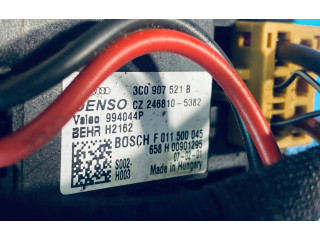 3C0 907 521 B
DENSO CZ 246810-5382
Valeo 994044P
BEHR H2162
BOSCH F 011 500 045
658 H 00901295
07-02-01
S002-
H003
Made in Hungary